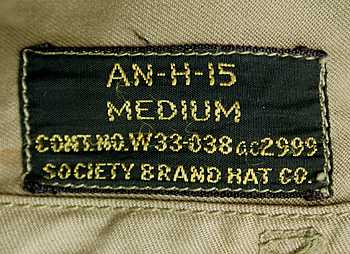 AN-H-15
MEDIUM
CONT.NO.W33-038 ac2999
SOCIETY BRAND HAT CO.